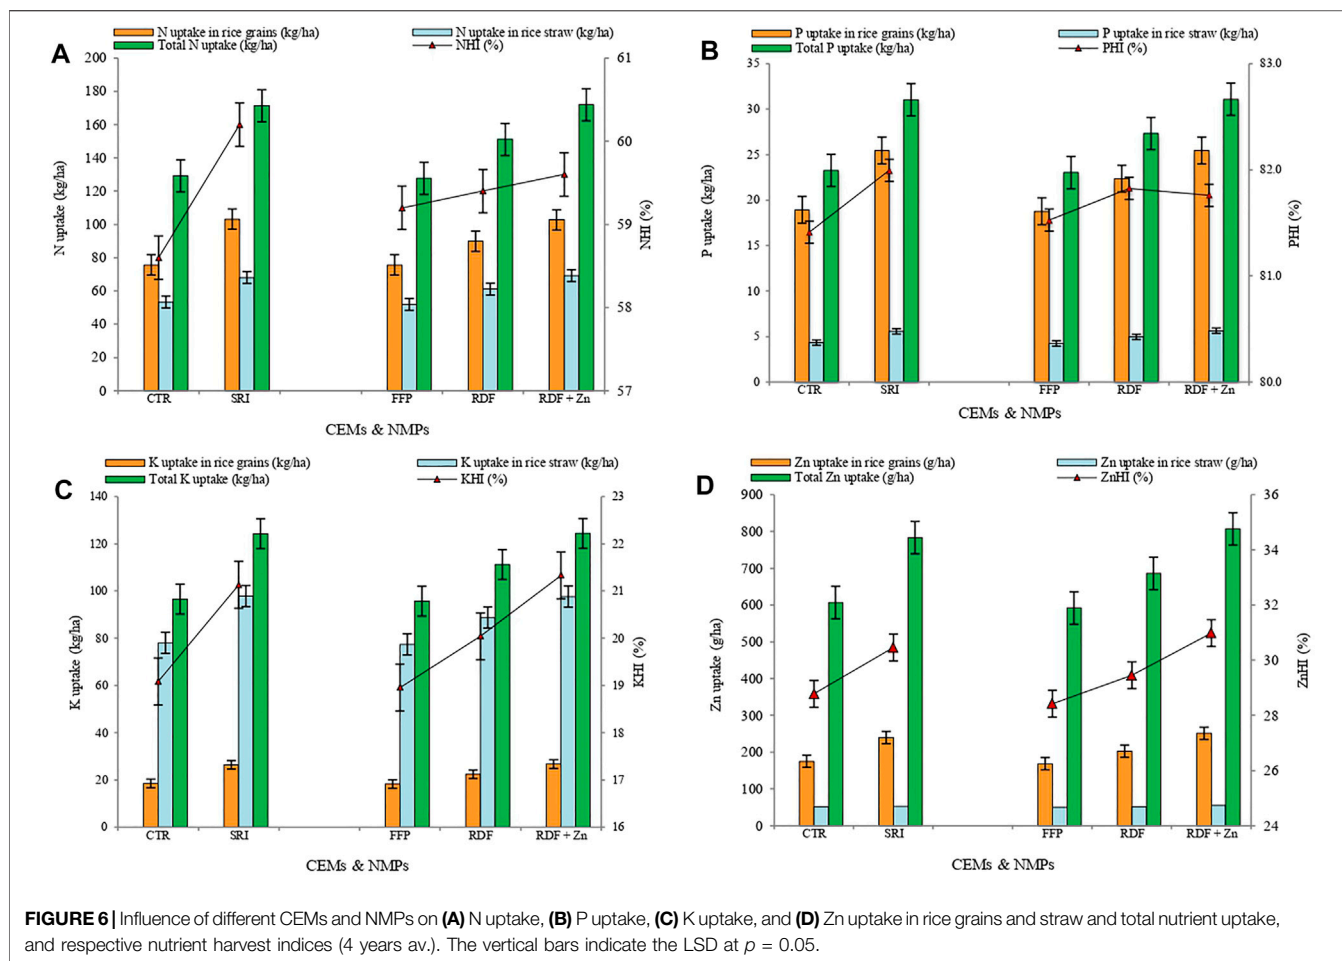 N uptake in rice grains (kg/ha) N uptake in rice straw (kg/ha)
Total N uptake (kg/ha) NHI (%)
A
200 61
180
160 60
140
120
100 59
80
60 58
40
20
0 57
N uptake (kg/ha)
NHI (%)
CTR SRI FFP RDF RDF + Zn
CEMs & NMPs
P uptake in rice grains (kg/ha) P uptake in rice straw (kg/ha)
Total P uptake (kg/ha) PHI (%)
B
35 83.0
30
25 82.0
20
15
10 81.0
5
0 80.0
P uptake (kg/ha)
PHI (%)
CTR SRI FFP RDF RDF + Zn
CEMs & NMPs
K uptake in rice grains (kg/ha) K uptake in rice straw (kg/ha)
Total K uptake (kg/ha) KHI (%)
C
140 23
120 22
100 21
80 20
60 19
40 18
20 17
0 16
K uptake (kg/ha)
KHI (%)
CTR SRI FFP RDF RDF + Zn
CEMs & NMPs
Zn uptake in rice grains (g/ha) Zn uptake in rice straw (g/ha)
Total Zn uptake (g/ha) ZnHI (%)
D
900 36
800 34
700
600 32
500
400 30
300 28
200
100 26
0 24
Zn uptake (g/ha)
ZnHI (%)
CTR SRI FFP RDF RDF + Zn
CEMs & NMPs
FIGURE 6 | Influence of different CEMs and NMPs on (A) N uptake, (B) P uptake, (C) K uptake, and (D) Zn uptake in rice grains and straw and total nutrient uptake,
and respective nutrient harvest indices (4 years av.). The vertical bars indicate the LSD at p = 0.05.